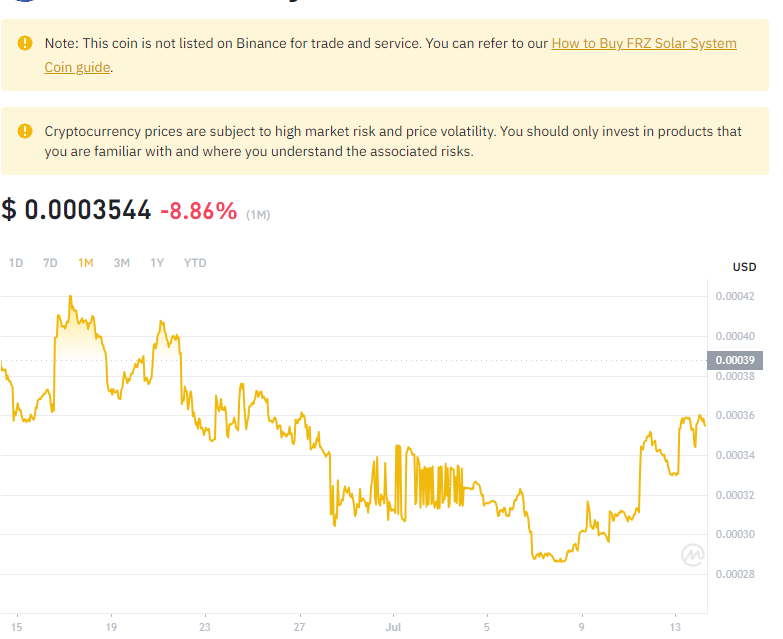 Note: This coin is not listed on Binance for trade and service. You can refer to our How to Buy FRZ Solar System
Coin guide.
Cryptocurrency prices are subject to high market risk and price volatility. You should only invest in products that
you are familiar with and where you understand the associated risks.
$ 0.0003544 -8.86% (1M)
1D 7D 1M 3M 1Y YTD
USD
0.00042
0.00040
0.00039
0.00038
0.00036
0.00034
0.00032
0.00030
0.00028
15 19 23 27 Jul 5 9 13